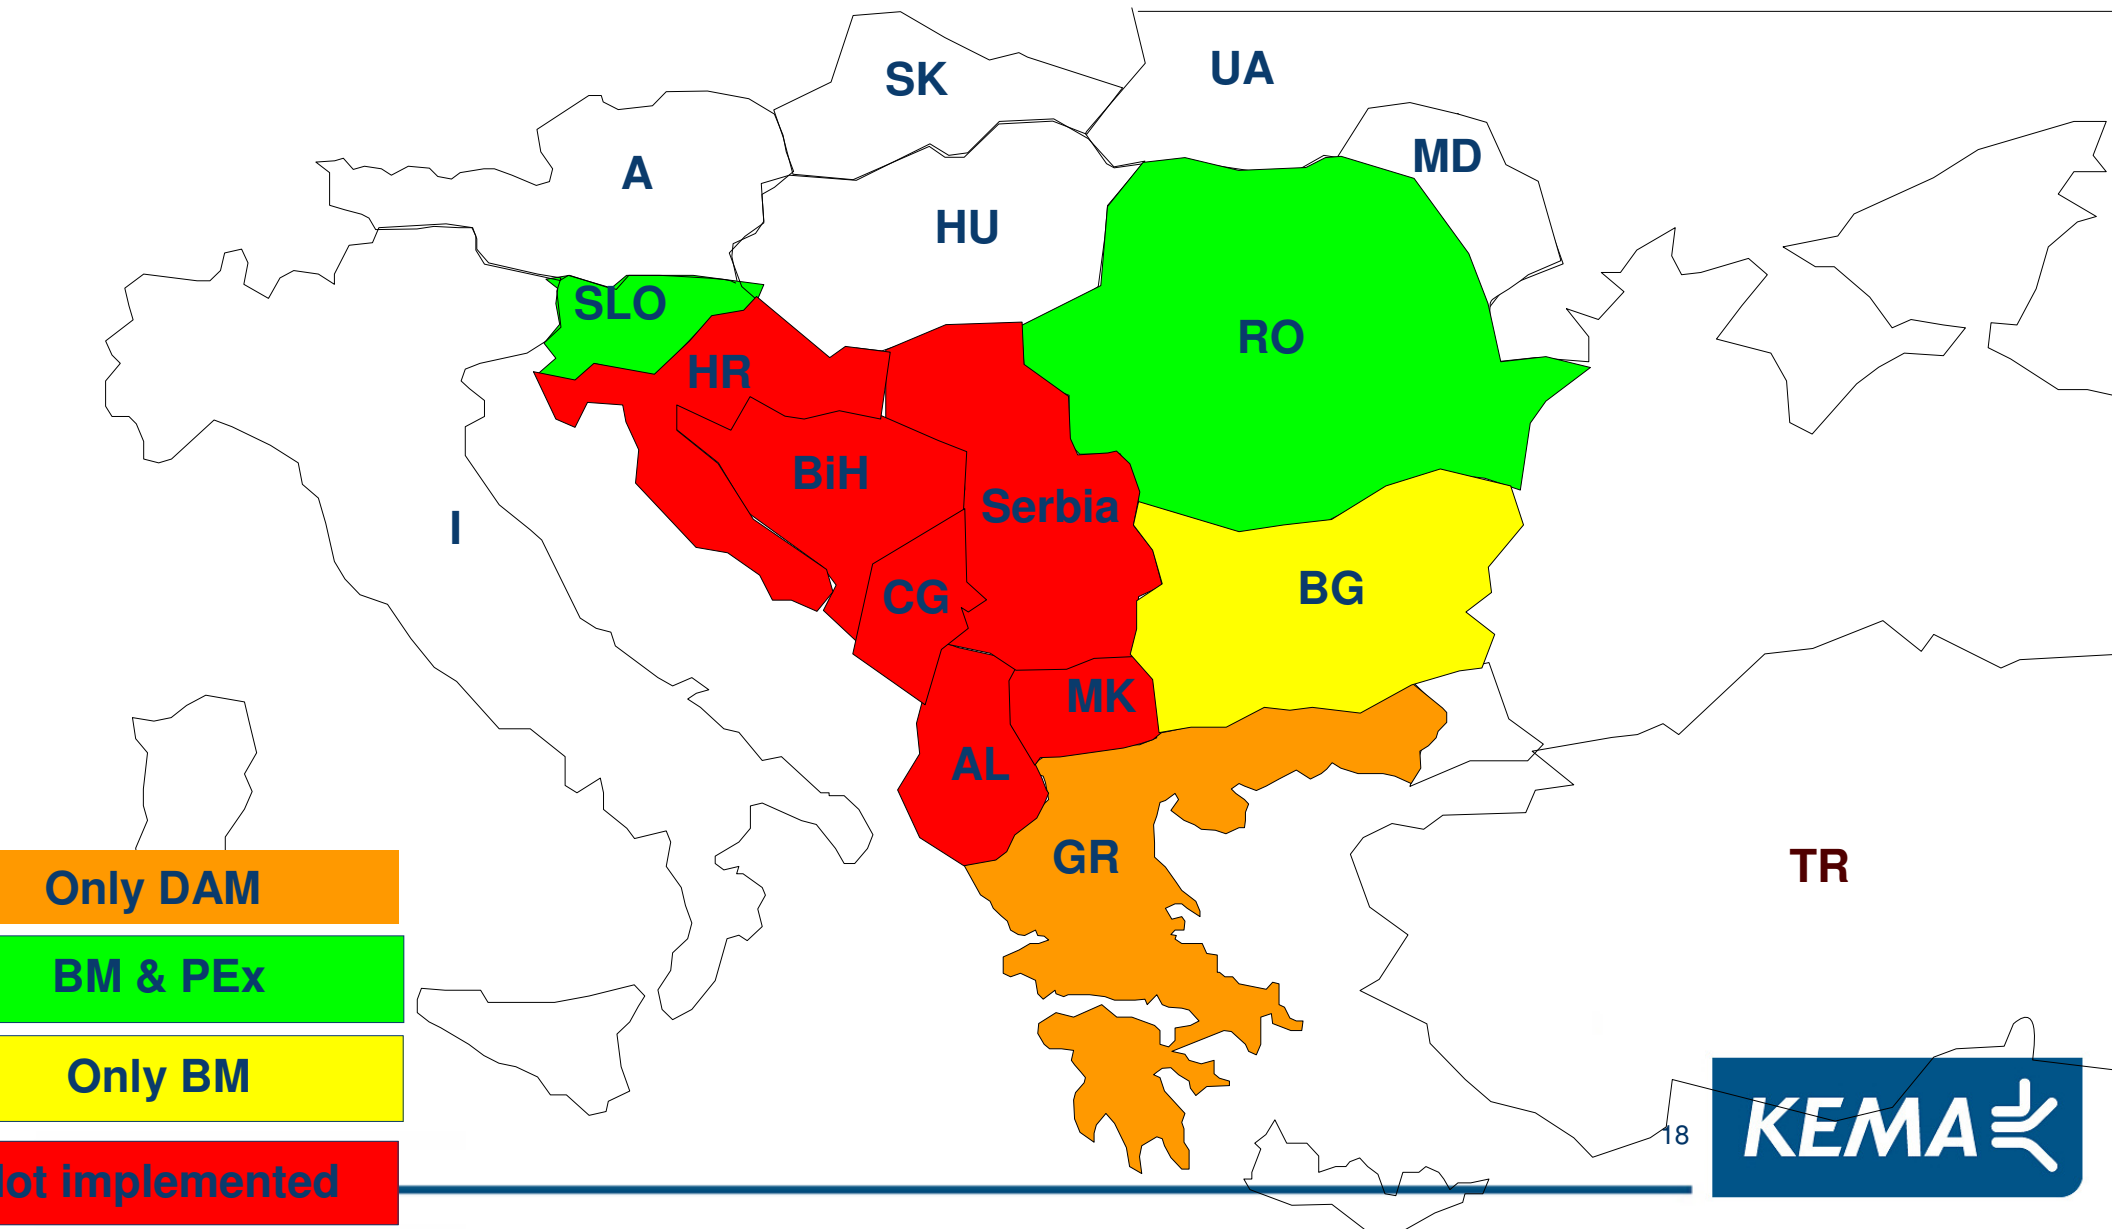 SK
UA
A
MD
HU
SLO
RO
HR
BiH
Serbia
I
BG
CG
MK
AL
GR
TR
Only DAM
BM & PEx
Only BM
ot implemented
18
KEMA